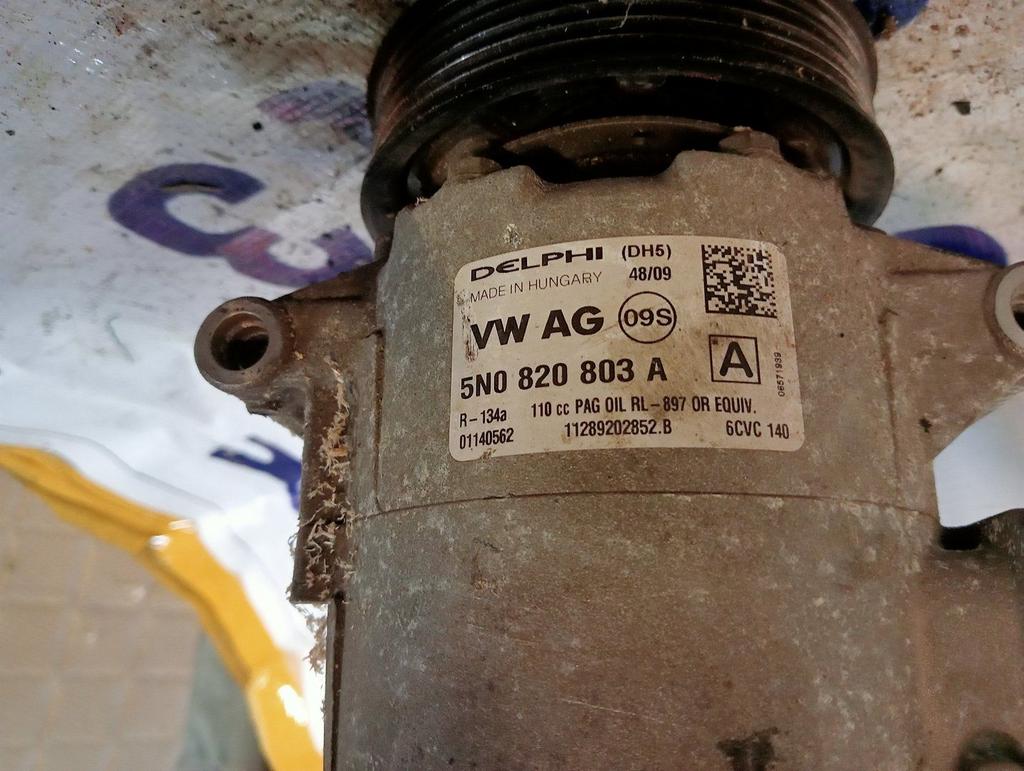 DELPHI (DH5)
MADE IN HUNGARY 48/09
VW AG 09S
5N0 820 803 A A
R-134a 110 cc PAG OIL RL-897 OR EQUIV.
01140562 11289202852.B 6CVC 140
06571939